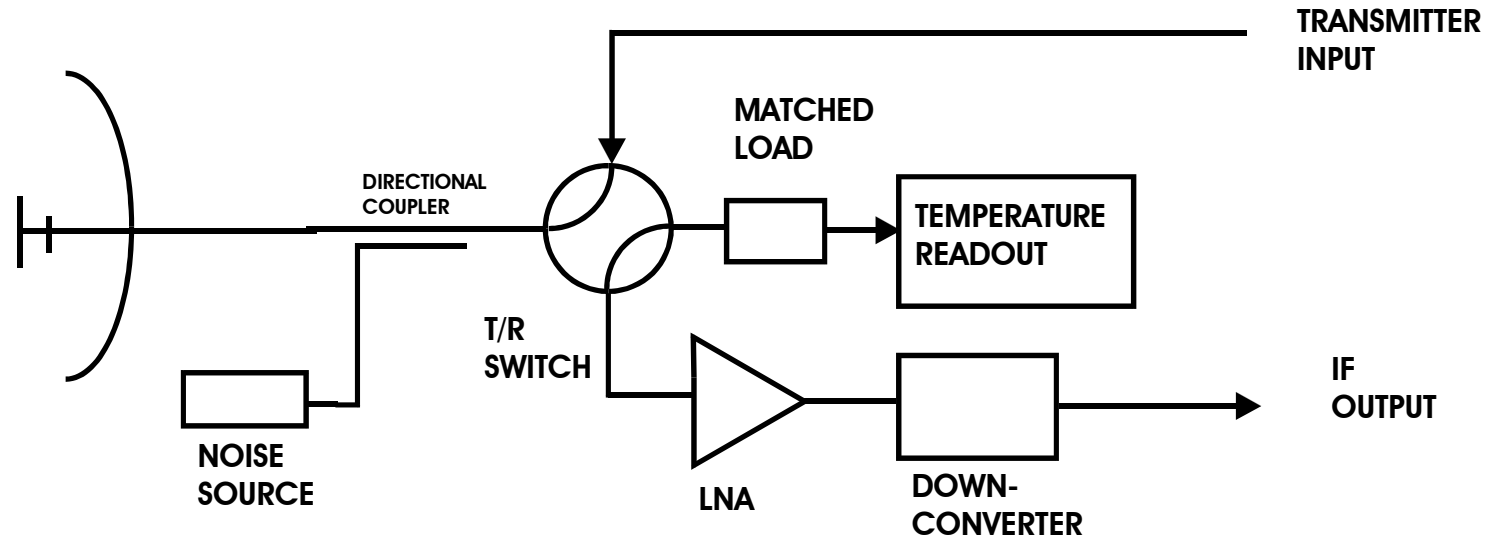 TRANSMITTER
INPUT
MATCHED
LOAD
DIRECTIONAL
COUPLER
TEMPERATURE
READOUT
T/R
SWITCH
IF
OUTPUT
NOISE
SOURCE
LNA
DOWN-
CONVERTER